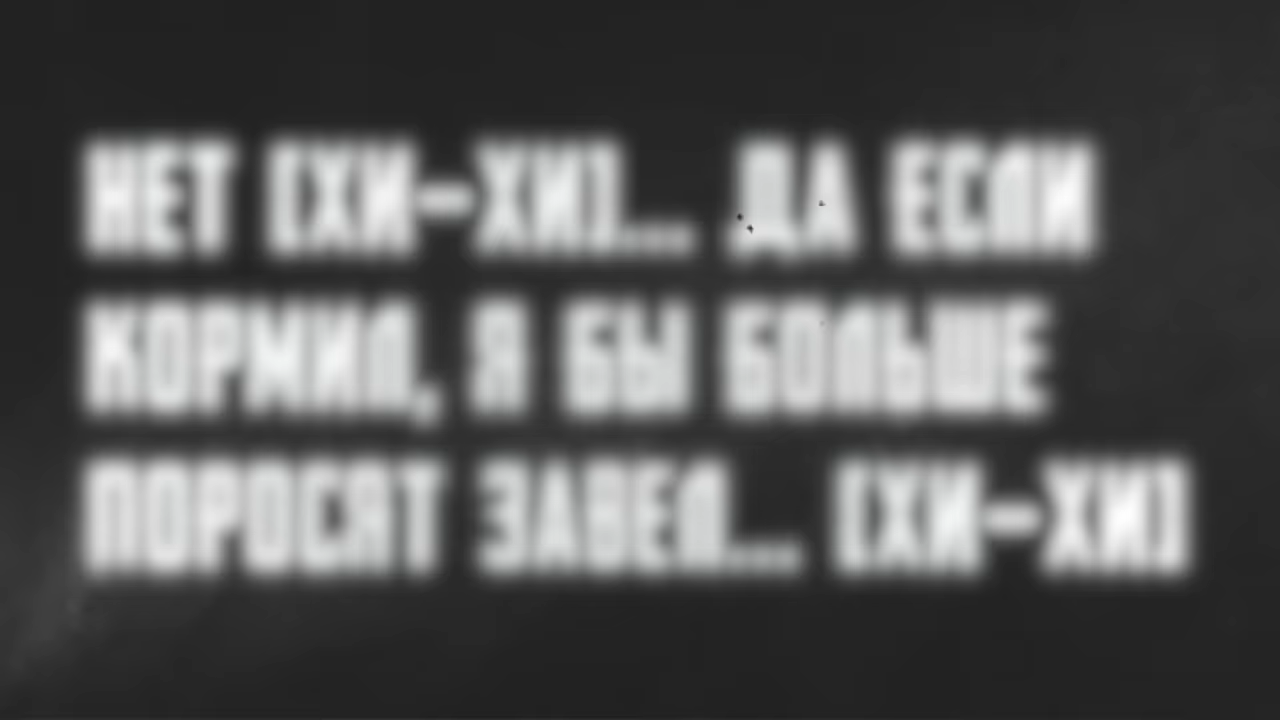 НЕТ (ХИ-ХИ)... ДА ЕСЛИ
КОРМИЛ, Я БЫ БОЛЬШЕ
ПОРОСЯТ ЗАВЕЛ... (ХИ-ХИ)